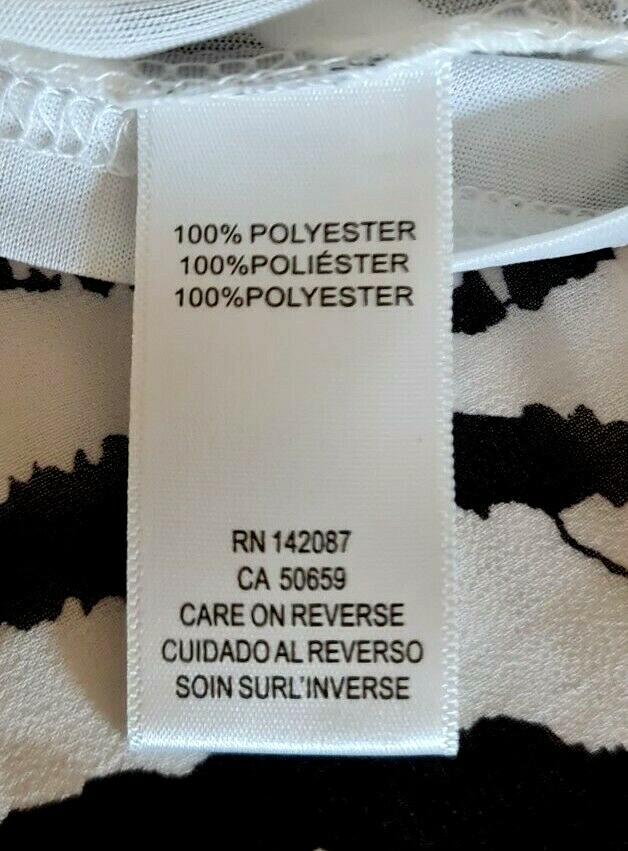 100% POLYESTER
100%POLIÉSTER
100%POLYESTER
RN 142087
CA 50659
CARE ON REVERSE
CUIDADO AL REVERSO
SOIN SURL'INVERSE